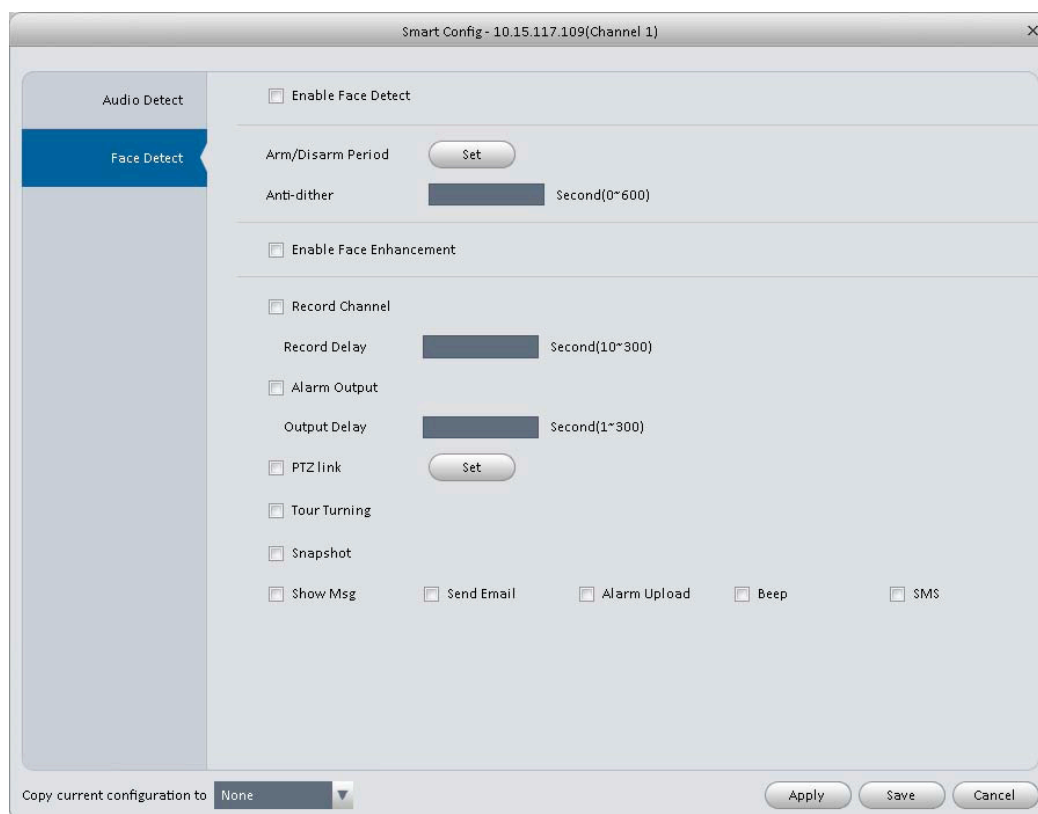 Smart Config - 10.15.117.109(Channel 1)
Audio Detect
Face Detect
Enable Face Detect
Arm/Disarm Period Set
Anti-dither Second(0~600)
Enable Face Enhancement
Record Channel
Record Delay Second(10~300)
Alarm Output
Output Delay Second(1~300)
PTZ link Set
Tour Turning
Snapshot
Show Msg Send Email Alarm Upload Beep SMS
Copy current configuration to None Apply Save Cancel